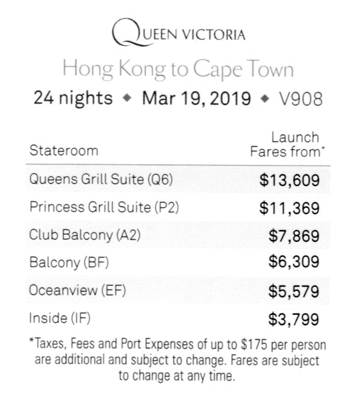 QUEEN VICTORIA
Hong Kong to Cape Town
24 nights ◆ Mar 19, 2019 ◆ V908
Launch
Stateroom Fares from*
Queens Grill Suite (Q6) $13,609
Princess Grill Suite (P2) $11,369
Club Balcony (A2) $7,869
Balcony (BF) $6,309
Oceanview (EF) $5,579
Inside (IF) $3,799
*Taxes, Fees and Port Expenses of up to $175 per person
are additional and subject to change. Fares are subject
to change at any time.